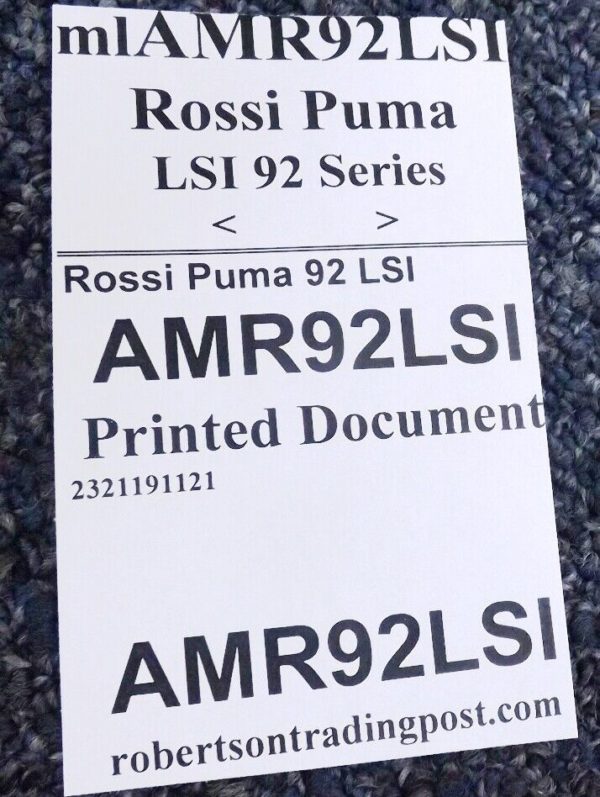 mlAMR92LSI
Rossi Puma
LSI 92 Series
< >
Rossi Puma 92 LSI
AMR92LSI
Printed Document
2321191121
AMR92LSI
robertsontradingpost.com